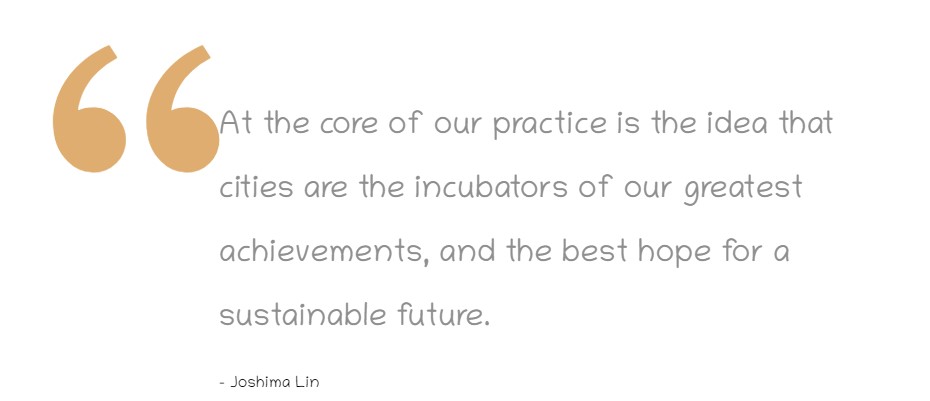 “At the core of our practice is the idea that
cities are the incubators of our greatest
achievements, and the best hope for a
sustainable future.
- Joshima Lin